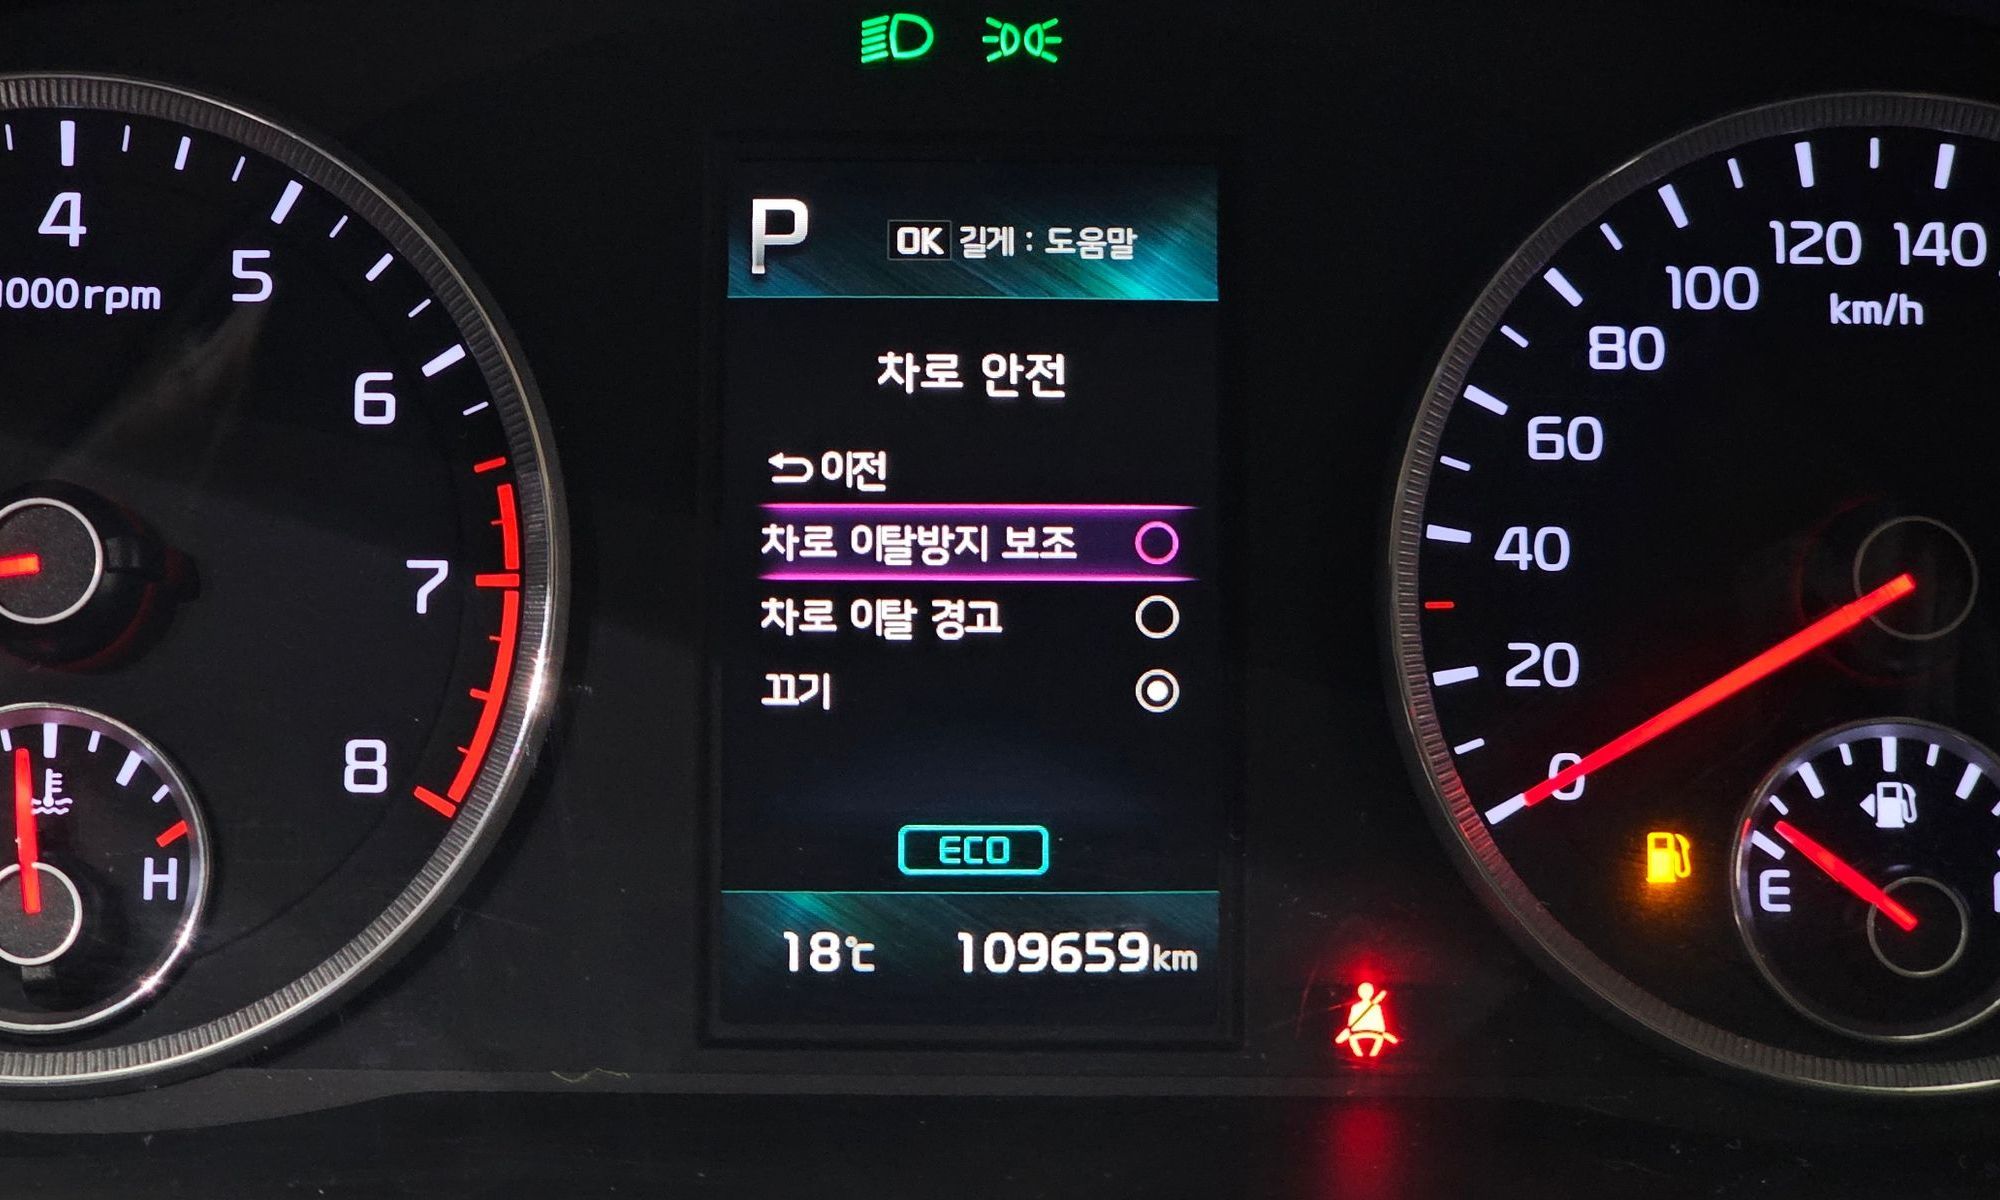 4
5
1000rpm
6
7
8
H
P
OK 길게 : 도움말
차로 안전
이전
차로 이탈방지 보조
차로 이탈 경고
끄기
ECO
18℃ 109659km
120 140
100
km/h
80
60
40
20
0
E